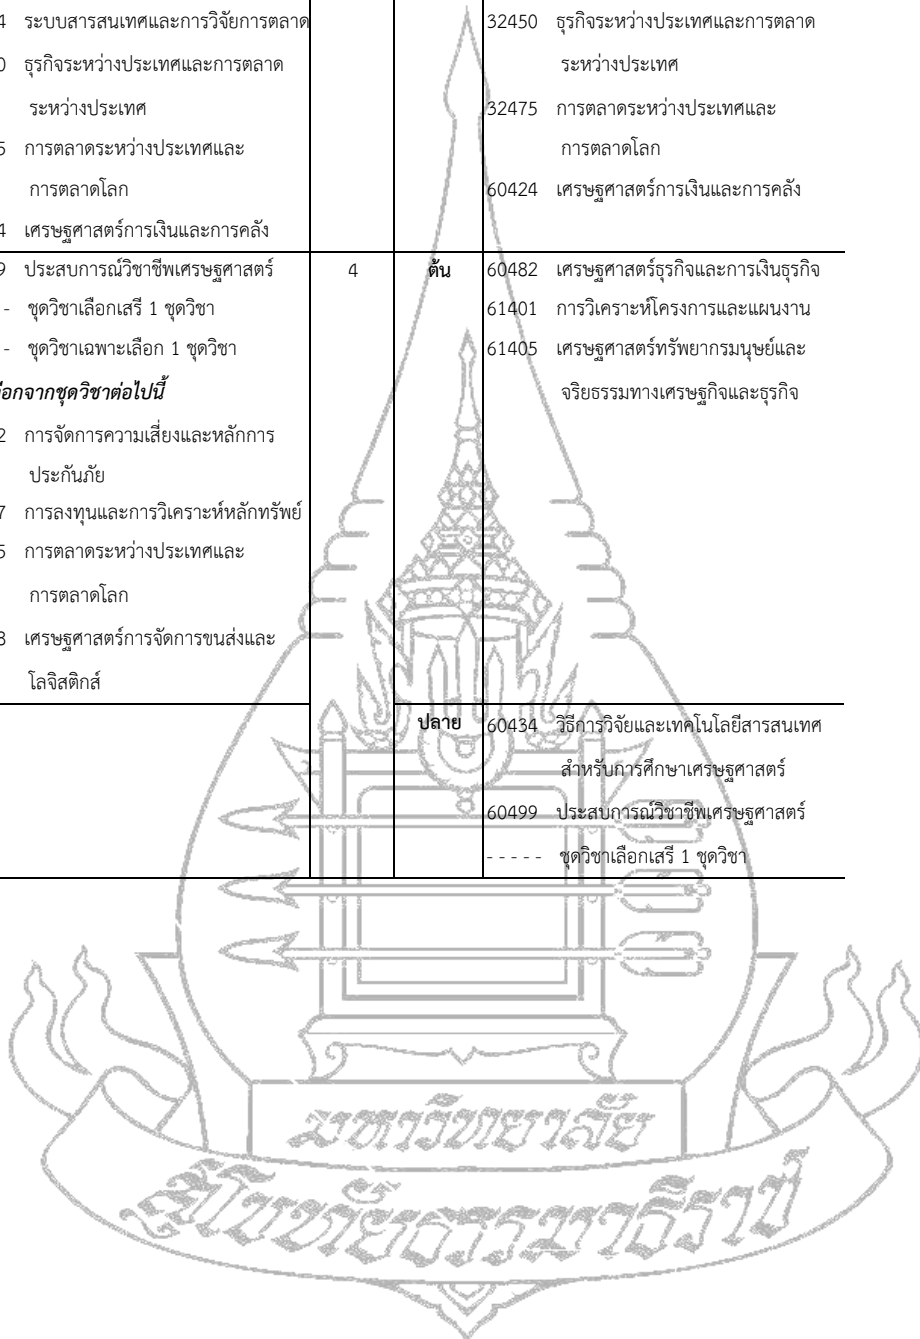 4 ระบบสารสนเทศและการวิจัยการตลาด
0 ธุรกิจระหว่างประเทศและการตลาด
ระหว่างประเทศ
5 การตลาดระหว่างประเทศและ
การตลาดโลก
4 เศรษฐศาสตร์การเงินและการคลัง
32450 ธุรกิจระหว่างประเทศและการตลาด
ระหว่างประเทศ
32475 การตลาดระหว่างประเทศและ
การตลาดโลก
60424 เศรษฐศาสตร์การเงินและการคลัง
9 ประสบการณ์วิชาชีพเศรษฐศาสตร์
- ชุดวิชาเลือกเสรี 1 ชุดวิชา
- ชุดวิชาเฉพาะเลือก 1 ชุดวิชา
ือกจากชุดวิชาต่อไปนี้
2 การจัดการความเสี่ยงและหลักการ
ประกันภัย
7 การลงทุนและการวิเคราะห์หลักทรัพย์
5 การตลาดระหว่างประเทศและ
การตลาดโลก
8 เศรษฐศาสตร์การจัดการขนส่งและ
โลจิสติกส์
4
ต้น
60482 เศรษฐศาสตร์ธุรกิจและการเงินธุรกิจ
61401 การวิเคราะห์โครงการและแผนงาน
61405 เศรษฐศาสตร์ทรัพยากรมนุษย์และ
จริยธรรมทางเศรษฐกิจและธุรกิจ
ปลาย
60434 วิธีการวิจัยและเทคโนโลยีสารสนเทศ
สำหรับการศึกษาเศรษฐศาสตร์
60499 ประสบการณ์วิชาชีพเศรษฐศาสตร์
- - - - - ชุดวิชาเลือกเสรี 1 ชุดวิชา
มหาวิทยาลัย
สุโขทัยธรรมาธิราช